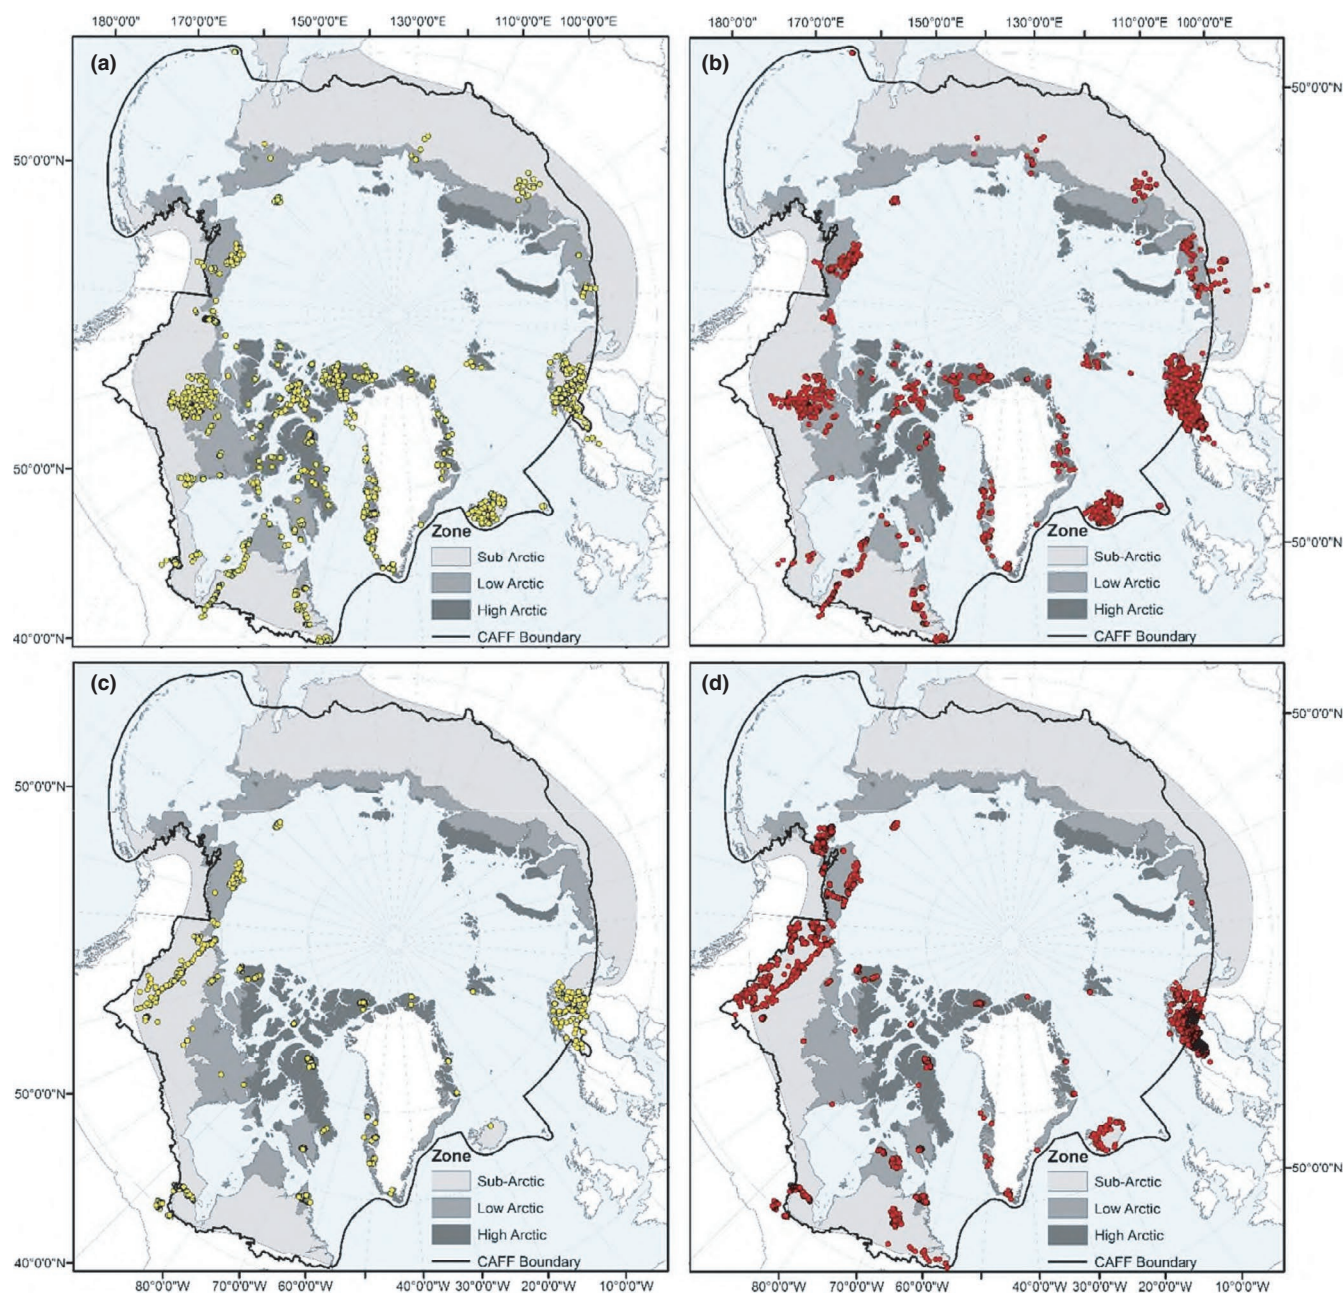 180°0'0" 170°0'0"E 150°0'0"E 130°0'0"E 110°0'0"E 100°0'0"E
180°0'0" 170°0'0"E 150°0'0"E 130°0'0"E 110°0'0"E 100°0'0"E
(a)
(b)
50°0'0"N
50°0'0"N
50°0'0"N
40°0'0"N
50°0'0"N
Zone
Sub-Arctic
Low Arctic
High Arctic
CAFF Boundary
Zone
Sub-Arctic
Low Arctic
High Arctic
CAFF Boundary
(c)
(d)
50°0'0"N
50°0'0"N
50°0'0"N
40°0'0"N
50°0'0"N
Zone
Sub-Arctic
Low Arctic
High Arctic
CAFF Boundary
Zone
Sub-Arctic
Low Arctic
High Arctic
CAFF Boundary
80°0'0"W 70°0'0"W 60°0'0"W 50°0'0"W 40°0'0"W 30°0'0"W 20°0'0"W 10°0'0"W
80°0'0"W 70°0'0"W 60°0'0"W 50°0'0"W 40°0'0"W 30°0'0"W 20°0'0"W 10°0'0"W